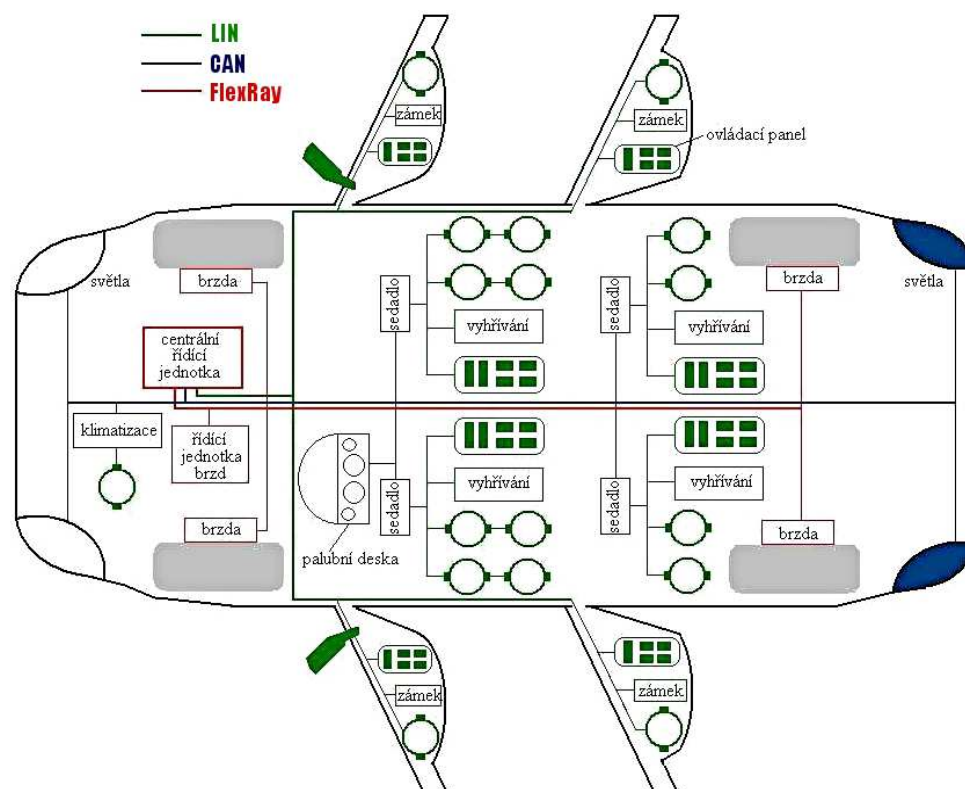 LIN
CAN
FlexRay
zámek
zámek
ovládací panel
světla
brzda
sedadlo
vyhřívání
sedadlo
vyhřívání
brzda
světla
centrální
řídící
jednotka
klimatizace
řídící
jednotka
brzd
brzda
palubní deska
sedadlo
vyhřívání
sedadlo
vyhřívání
brzda
zámek
zámek